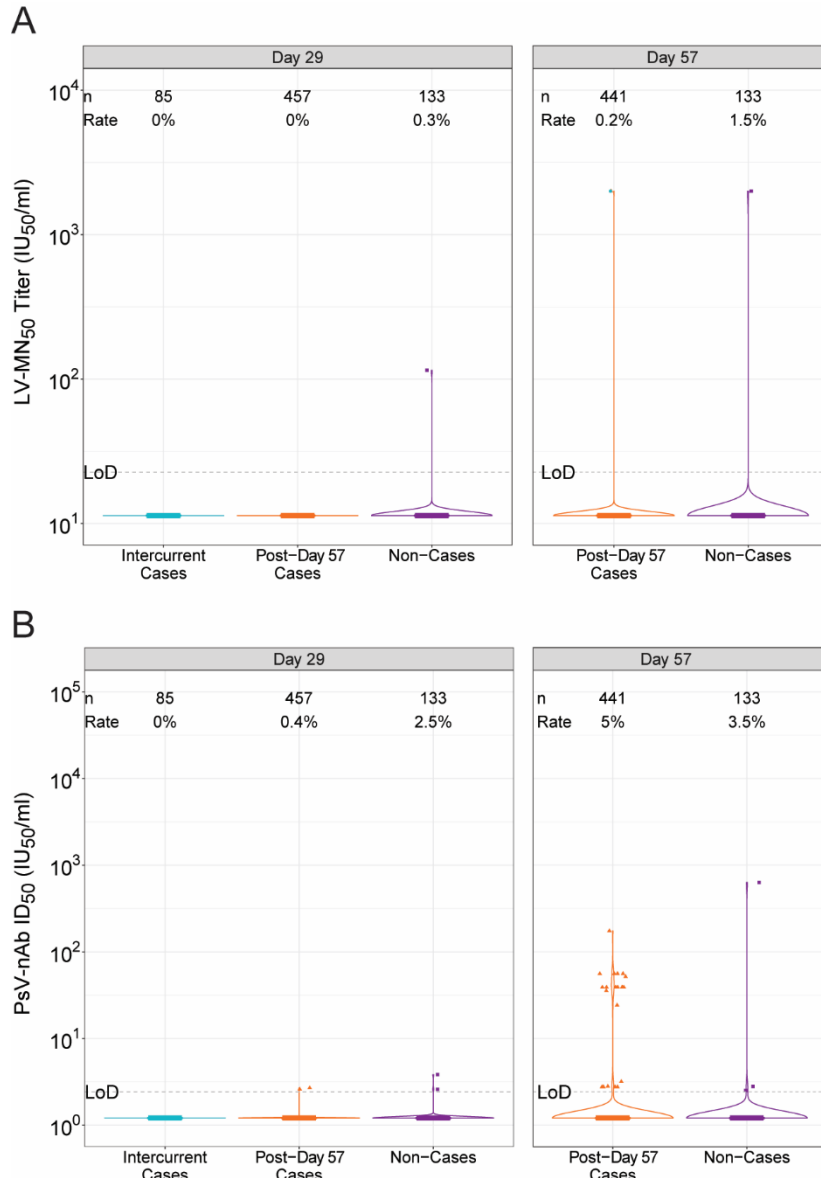 A
Day 29
Day 57
10⁴
n 85 457 133
n 441 133
Rate 0% 0% 0.3%
Rate 0.2% 1.5%
10³
LV-MN₅₀ Titer (IU₅₀/ml)
10²
LoD
LoD
10¹
Intercurrent Cases
Post−Day 57 Cases
Non−Cases
Post−Day 57 Cases
Non−Cases
B
Day 29
Day 57
10⁵
n 85 457 133
n 441 133
Rate 0% 0.4% 2.5%
Rate 5% 3.5%
10⁴
10³
PsV-nAb ID₅₀ (IU₅₀/ml)
10²
10¹
LoD
LoD
10⁰
Intercurrent Cases
Post−Day 57 Cases
Non−Cases
Post−Day 57 Cases
Non−Cases